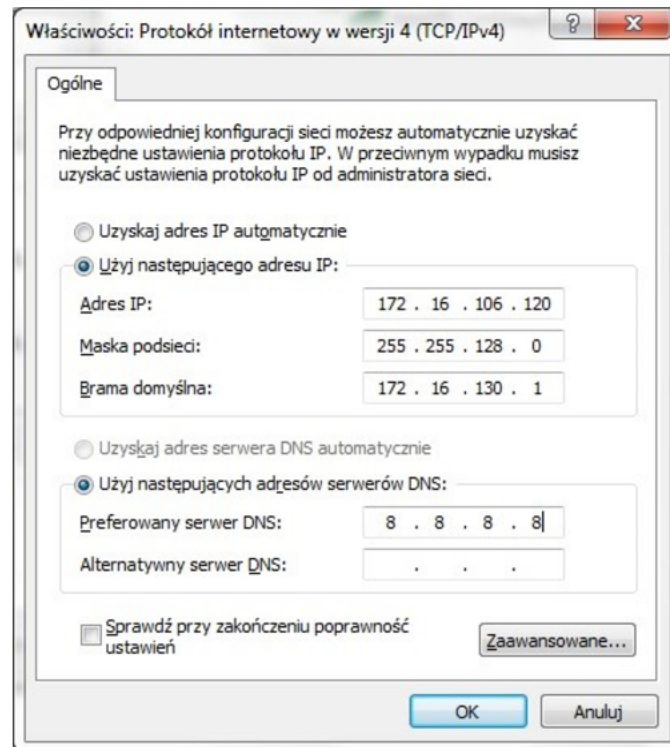 Właściwości: Protokół internetowy w wersji 4 (TCP/IPv4)
Ogólne
Przy odpowiedniej konfiguracji sieci możesz automatycznie uzyskać
niezbędne ustawienia protokołu IP. W przeciwnym wypadku musisz
uzyskać ustawienia protokołu IP od administratora sieci.
Uzyskaj adres IP automatycznie
Użyj następującego adresu IP:
Adres IP: 172 . 16 . 106 . 120
Maska podsieci: 255 . 255 . 128 . 0
Brama domyślna: 172 . 16 . 130 . 1
Uzyskaj adres serwera DNS automatycznie
Użyj następujących adresów serwerów DNS:
Preferowany serwer DNS: 8 . 8 . 8 . 8
Alternatywny serwer DNS: . . .
Sprawdź przy zakończeniu poprawność
ustawień
Zaawansowane...
OK Anuluj